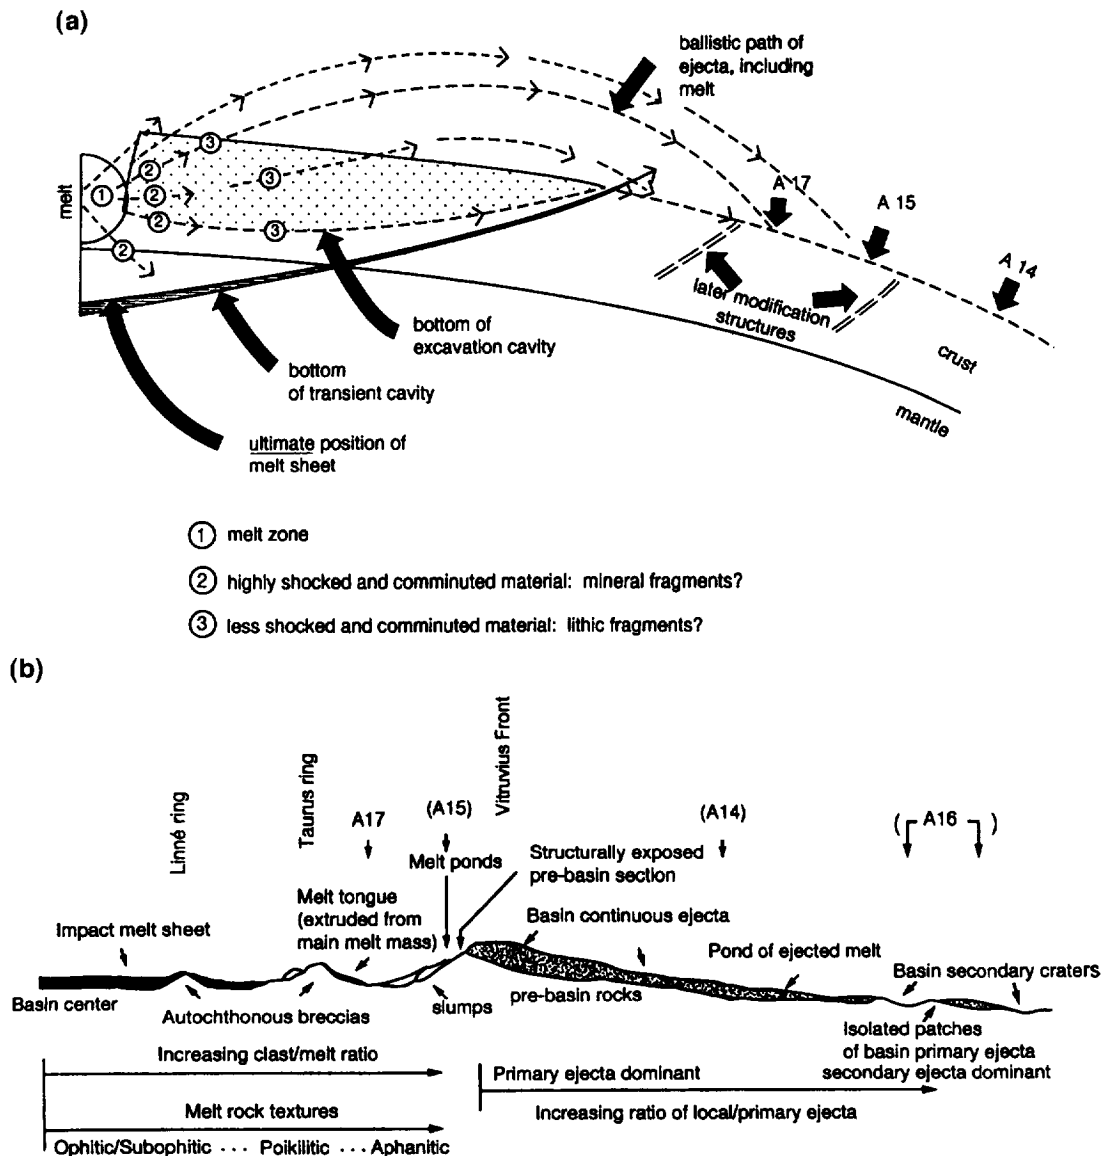 (a)
ballistic path of
ejecta, including
melt
melt
1
2
2
2
2
3
3
3
A 17
A 15
A 14
later modification
structures
crust
mantle
bottom of
excavation cavity
bottom
of transient cavity
ultimate position of
melt sheet
1 melt zone
2 highly shocked and comminuted material: mineral fragments?
3 less shocked and comminuted material: lithic fragments?
(b)
Linné ring
Taurus ring
A17
(A15)
Vitruvius Front
(A14)
( A16 )
Melt ponds
Structurally exposed
pre-basin section
Melt tongue
(extruded from
main melt mass)
Impact melt sheet
Basin continuous ejecta
Pond of ejected melt
Basin secondary craters
Basin center
Autochthonous breccias
slumps
pre-basin rocks
Isolated patches
of basin primary ejecta
secondary ejecta dominant
Increasing clast/melt ratio
Primary ejecta dominant
Increasing ratio of local/primary ejecta
Melt rock textures
Ophitic/Subophitic ... Poikilitic ... Aphanitic